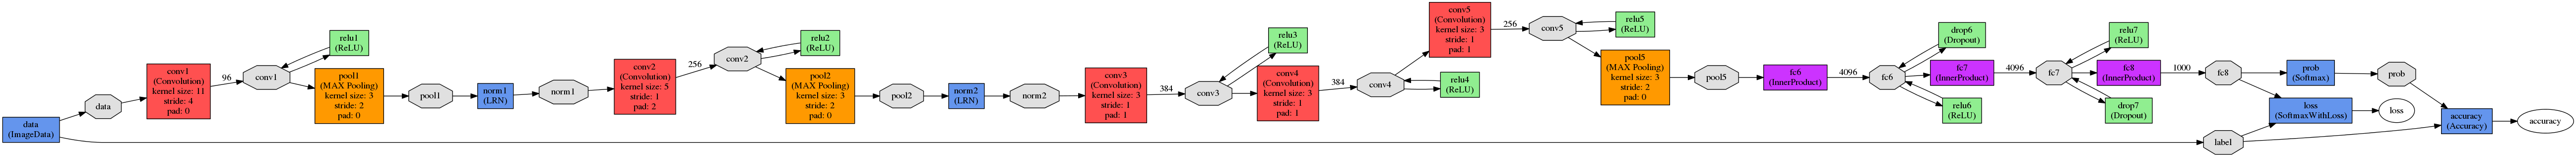 data
(ImageData)
data
conv1
(Convolution)
kernel size: 11
stride: 4
pad: 0
96
conv1
relu1
(ReLU)
pool1
(MAX Pooling)
kernel size: 3
stride: 2
pad: 0
pool1
norm1
(LRN)
norm1
conv2
(Convolution)
kernel size: 5
stride: 1
pad: 2
256
conv2
relu2
(ReLU)
pool2
(MAX Pooling)
kernel size: 3
stride: 2
pad: 0
pool2
norm2
(LRN)
norm2
conv3
(Convolution)
kernel size: 3
stride: 1
pad: 1
384
conv3
relu3
(ReLU)
conv4
(Convolution)
kernel size: 3
stride: 1
pad: 1
384
conv4
relu4
(ReLU)
conv5
(Convolution)
kernel size: 3
stride: 1
pad: 1
256
conv5
relu5
(ReLU)
pool5
(MAX Pooling)
kernel size: 3
stride: 2
pad: 0
pool5
fc6
(InnerProduct)
4096
fc6
drop6
(Dropout)
relu6
(ReLU)
fc7
(InnerProduct)
4096
fc7
relu7
(ReLU)
drop7
(Dropout)
fc8
(InnerProduct)
1000
fc8
label
prob
(Softmax)
prob
loss
(SoftmaxWithLoss)
loss
accuracy
(Accuracy)
accuracy